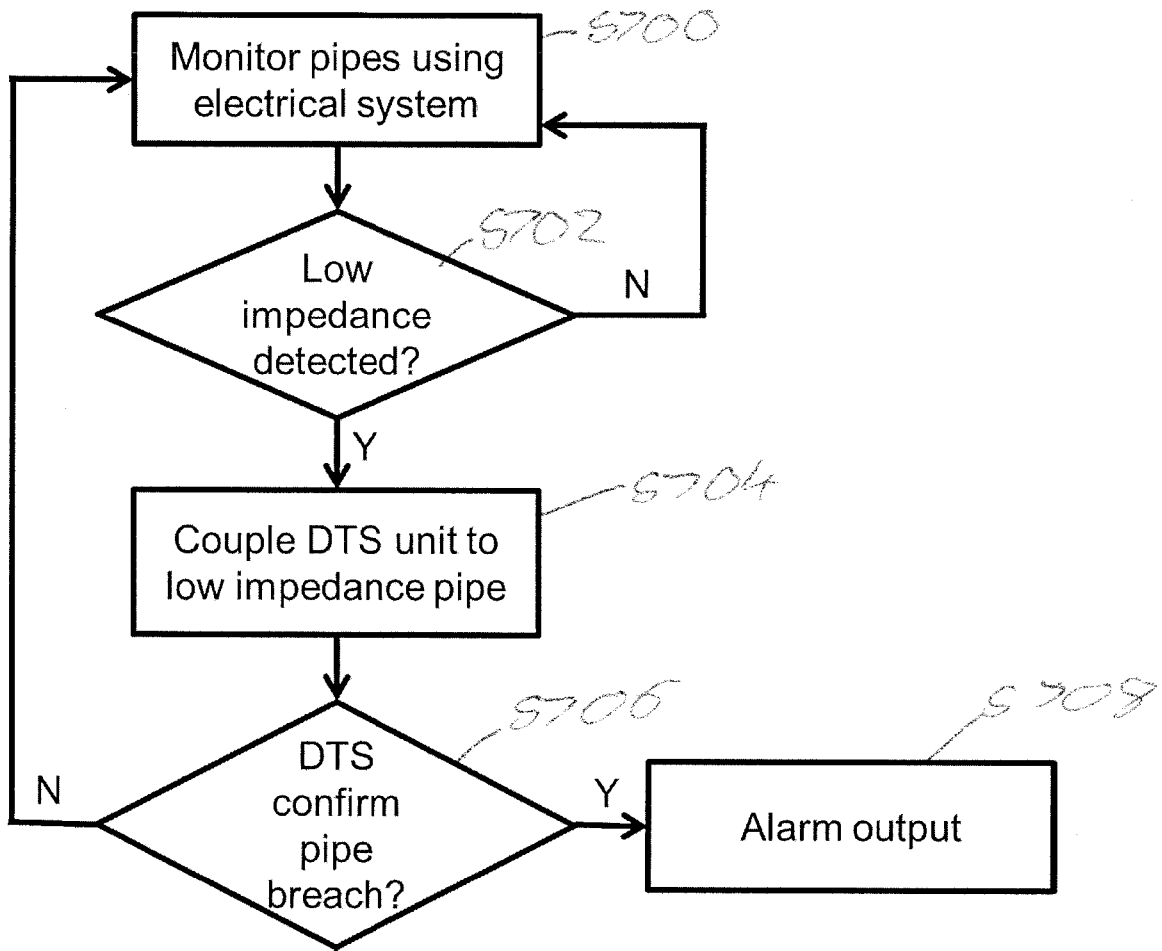 S700
Monitor pipes using
electrical system
S702
Low
impedance
detected?
N
Y
S704
Couple DTS unit to
low impedance pipe
S706
S708
DTS
confirm
pipe
breach?
N
Y
Alarm output